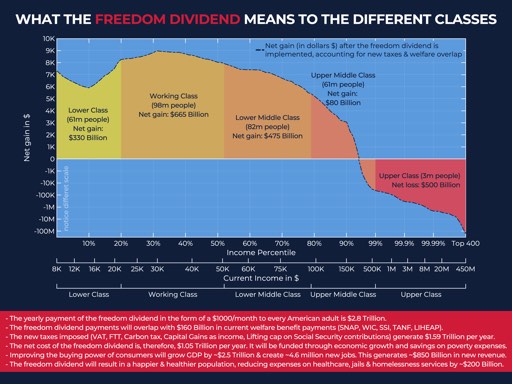 WHAT THE FREEDOM DIVIDEND MEANS TO THE DIFFERENT CLASSES
Net gain (in dollars $) after the freedom dividend is
implemented, accounting for new taxes & welfare overlap
10K
9K
8K
7K
6K
5K
4K
3K
2K
1K
0
-1K
-10K
-100K
-1M
-10M
-100M
Net gain in $
notice different scale
Lower Class
(61m people)
Net gain:
$330 Billion
Working Class
(98m people)
Net gain: $665 Billion
Lower Middle Class
(82m people)
Net gain: $475 Billion
Upper Middle Class
(61m people)
Net gain:
$80 Billion
Upper Class (3m people)
Net loss: $500 Billion
10% 20% 30% 40% 50% 60% 70% 80% 90% 99% 99.9% 99.99% Top 400
Income Percentile
8K 12K 16K 20K 25K 30K 40K 50K 60K 75K 100K 150K 500K 1M 3M 8M 20M 450M
Current Income in $
Lower Class Working Class Lower Middle Class Upper Middle Class Upper Class
- The yearly payment of the freedom dividend in the form of a $1000/month to every American adult is $2.8 Trillion.
- The freedom dividend payments will overlap with $160 Billion in current welfare benefit payments (SNAP, WIC, SSI, TANF, LIHEAP).
- The new taxes imposed (VAT, FTT, Carbon tax, Capital Gains as income, Lifting cap on Social Security contributions) generate $1.59 Trillion per year.
- The net cost of the freedom dividend is, therefore, $1.05 Trillion per year. It will be funded through economic growth and savings on poverty expenses.
- Improving the buying power of consumers will grow GDP by ~$2.5 Trillion & create ~4.6 million new jobs. This generates ~$850 Billion in new revenue.
- The freedom dividend will result in a happier & healthier population, reducing expenses on healthcare, jails & homelessness services by ~$200 Billion.